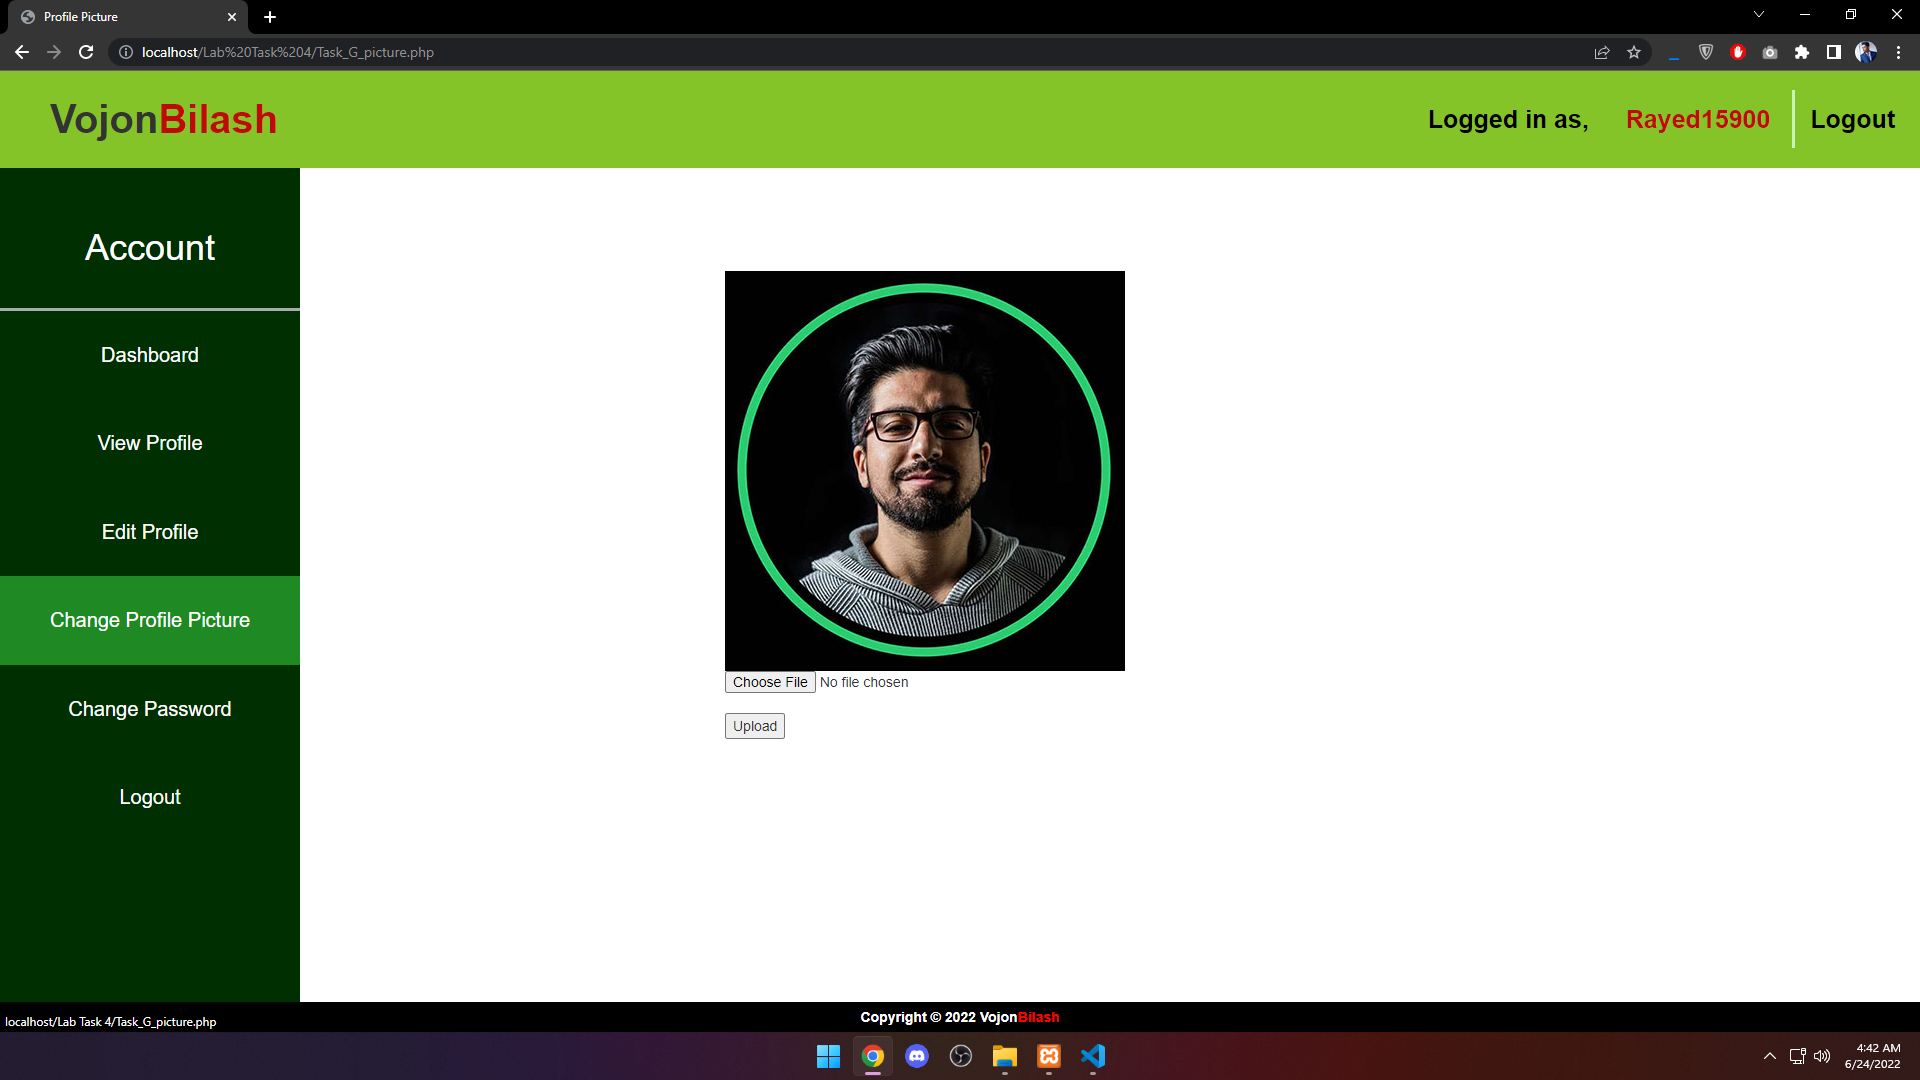 Profile Picture
localhost/Lab%20Task%204/Task_G_picture.php
VojonBilash
Logged in as, Rayed15900 Logout
Account
Dashboard
View Profile
Edit Profile
Change Profile Picture
Change Password
Logout
Choose File No file chosen
Upload
Copyright © 2022 VojonBilash
localhost/Lab Task 4/Task_G_picture.php
4:42 AM
6/24/2022